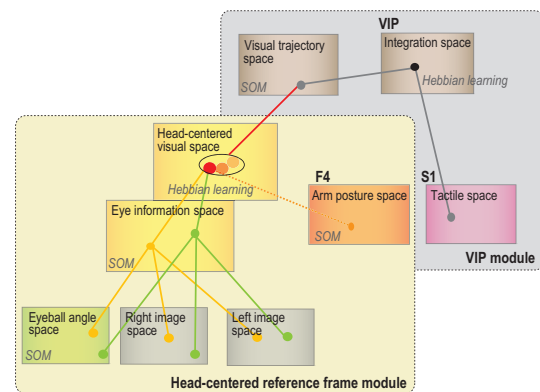 VIP
Visual trajectory
space
SOM
Integration space
Hebbian learning
Head-centered
visual space
Hebbian learning
F4
Arm posture space
SOM
S1
Tactile space
VIP module
Eye information space
SOM
Eyeball angle
space
SOM
Right image
space
Left image
space
Head-centered reference frame module